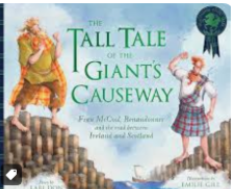 THE
TALL TALE
OF THE
GIANT'S
CAUSEWAY
Finn McCool, Benandonner
and the road between
Ireland and Scotland